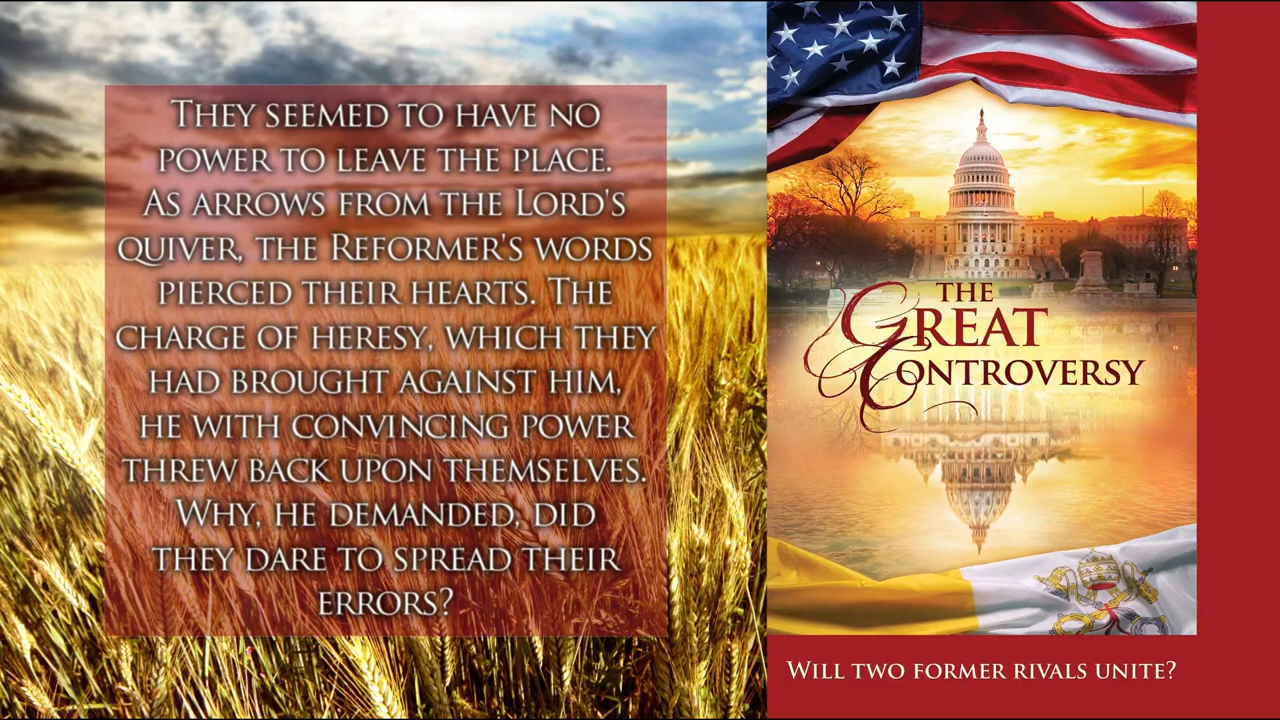 They seemed to have no
power to leave the place.
As arrows from the Lord's
quiver, the Reformer's words
pierced their hearts. The
charge of heresy, which they
had brought against him,
he with convincing power
threw back upon themselves.
Why, he demanded, did
they dare to spread their
errors?
The
Great
Controversy
Will two former rivals unite?